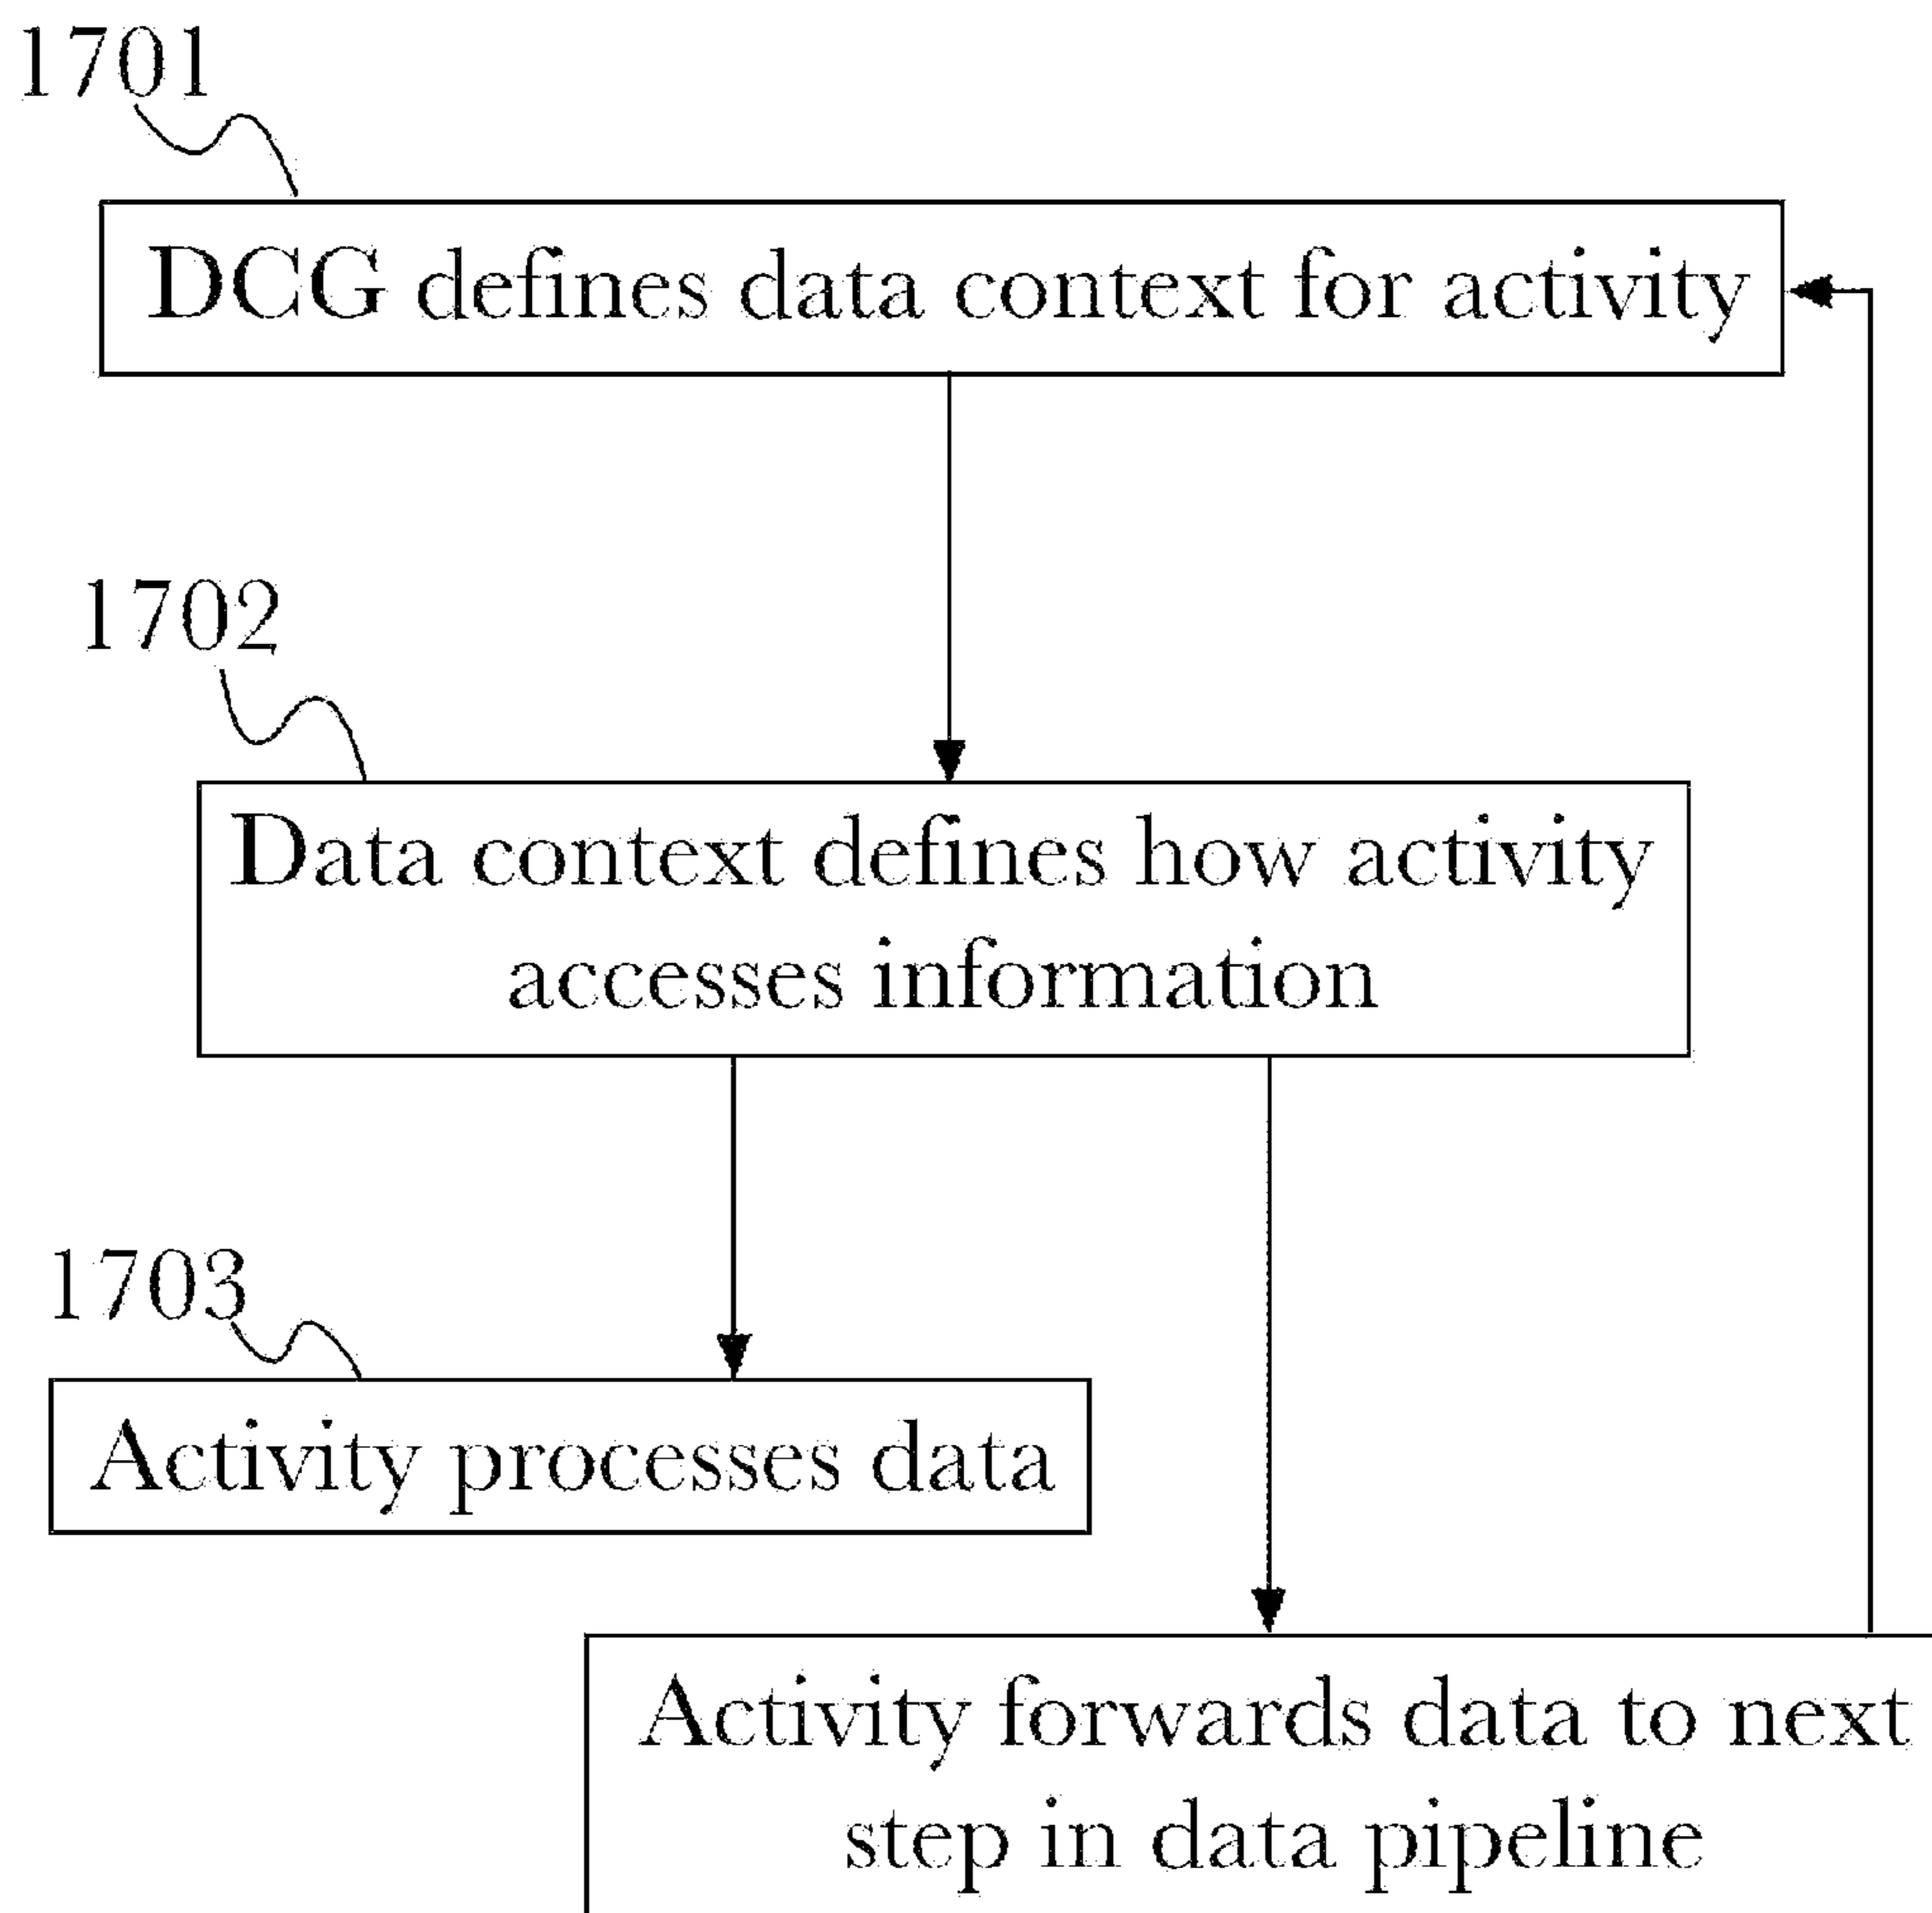 1701
DCG defines data context for activity
1702
Data context defines how activity
accesses information
1703
Activity processes data
Activity forwards data to next
step in data pipeline